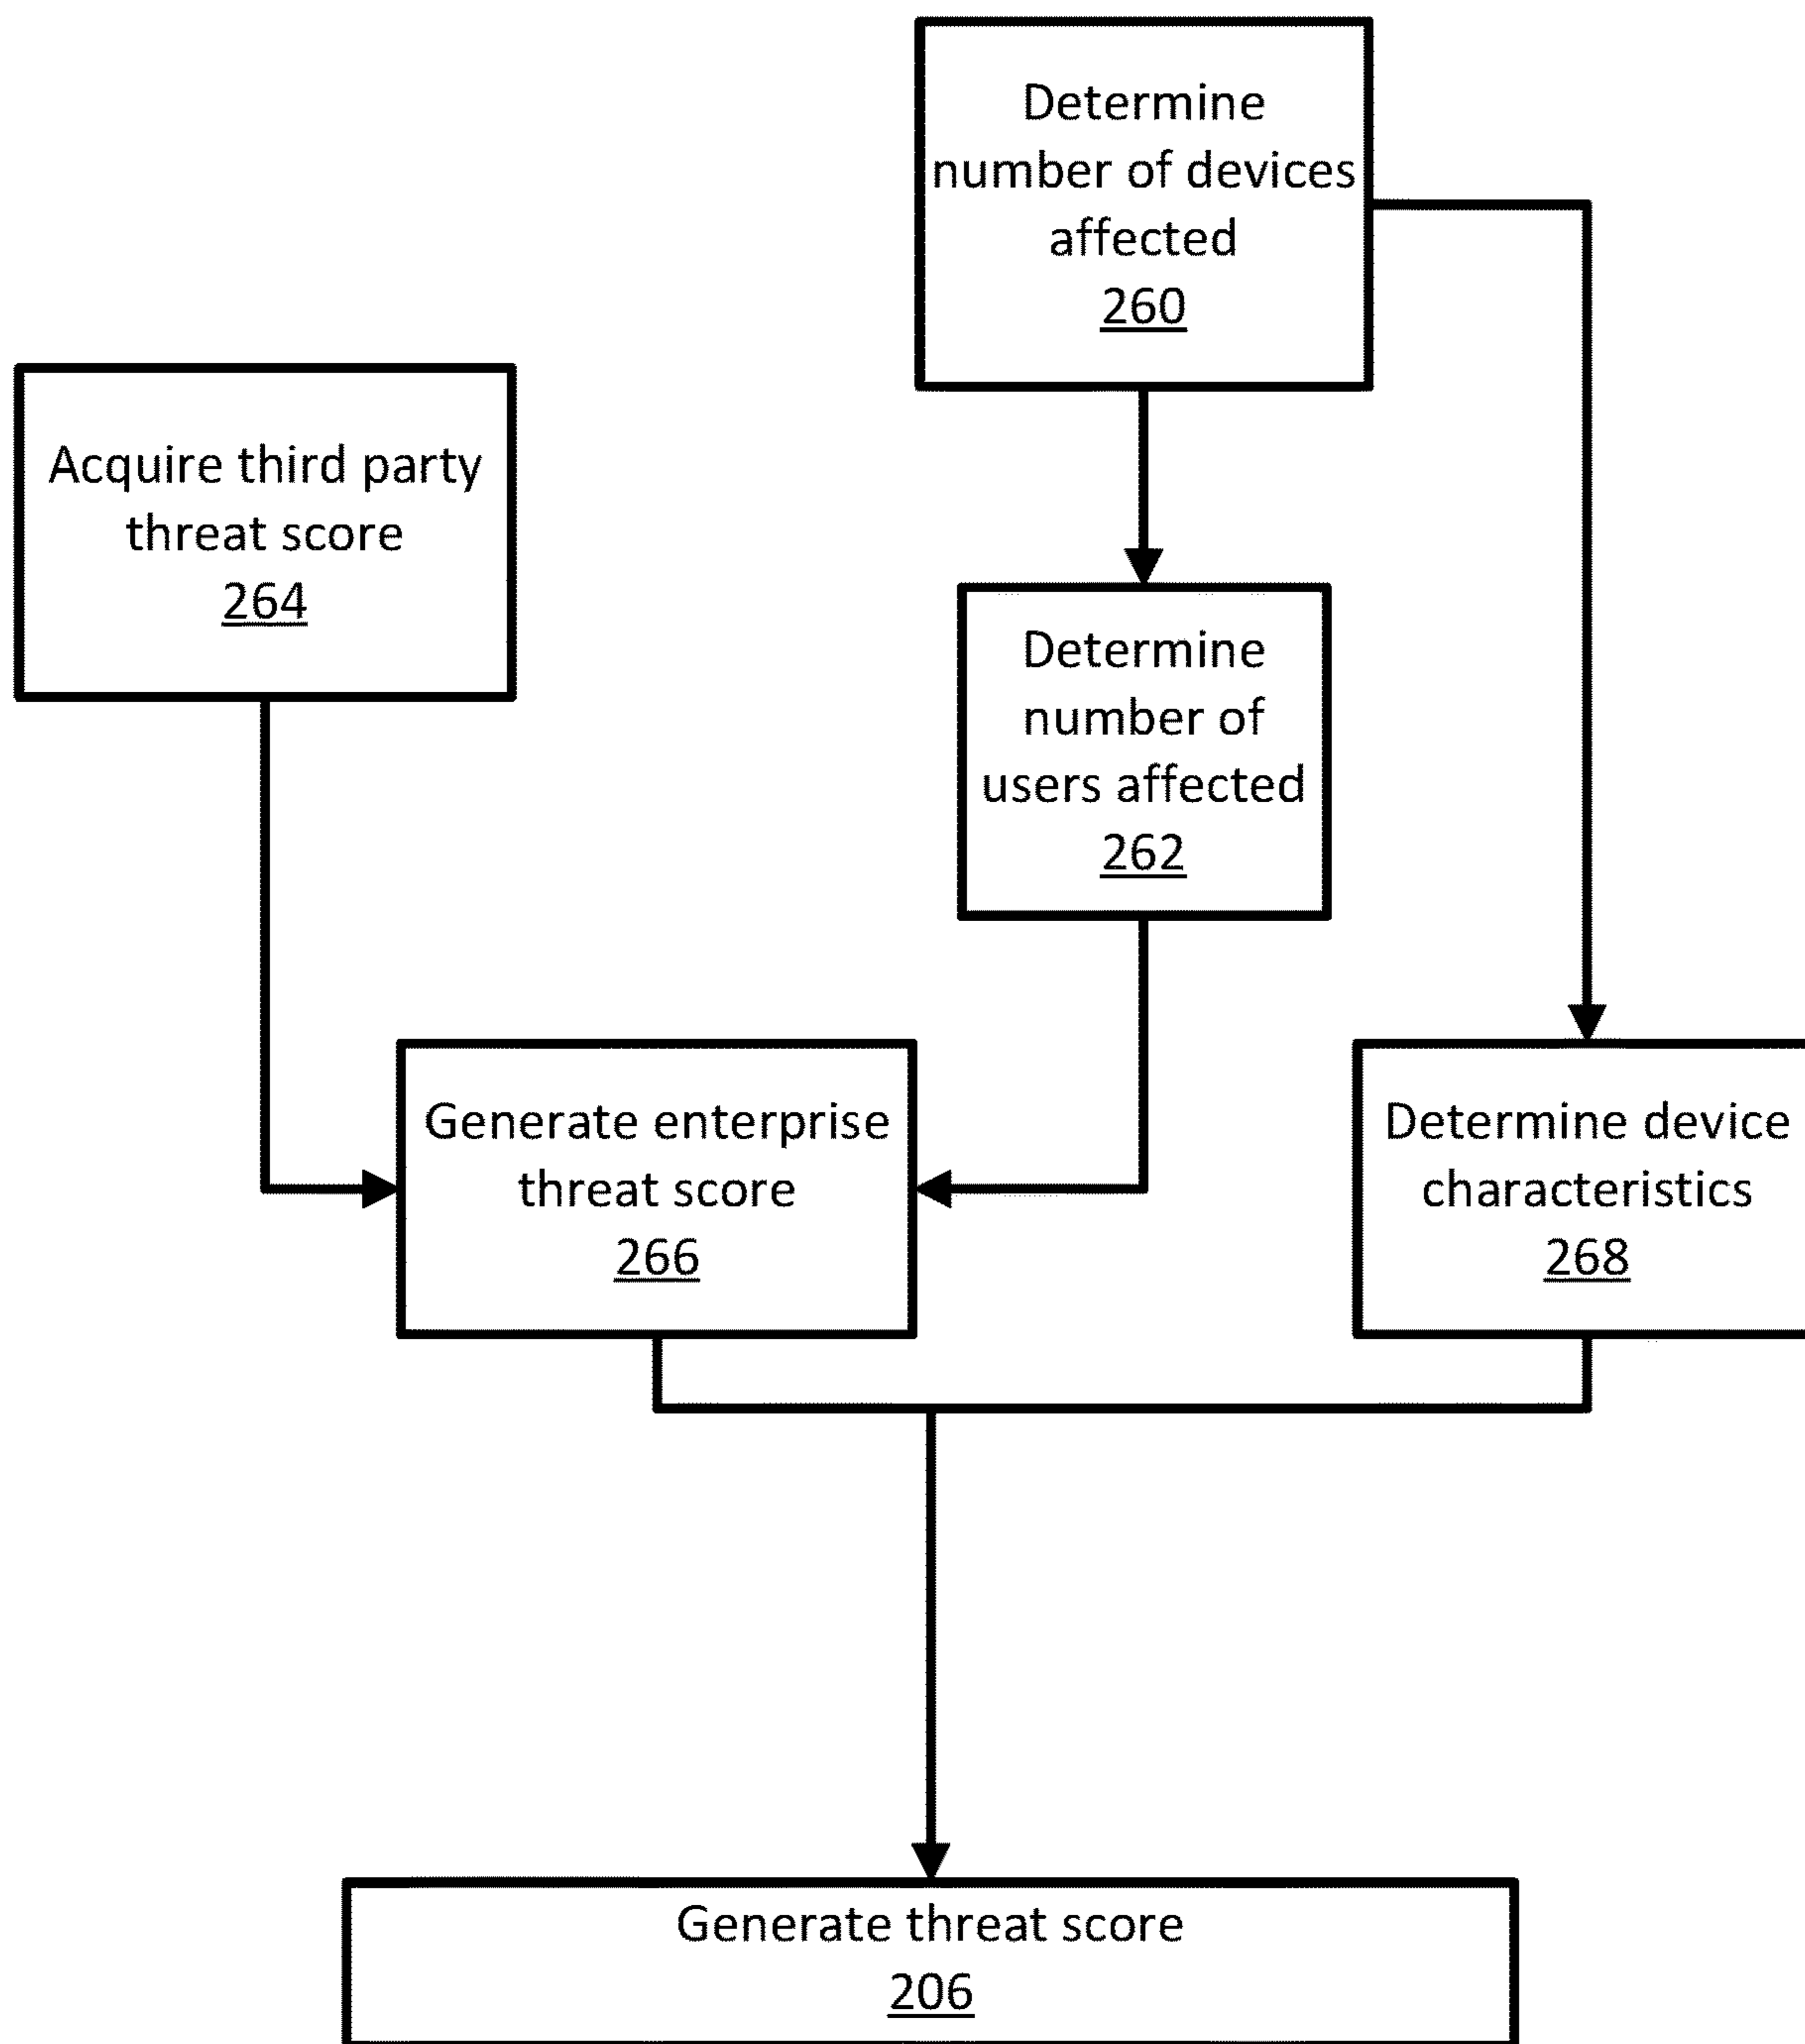 Determine
number of devices
affected
260
Acquire third party
threat score
264
Determine
number of
users affected
262
Generate enterprise
threat score
266
Determine device
characteristics
268
Generate threat score
206